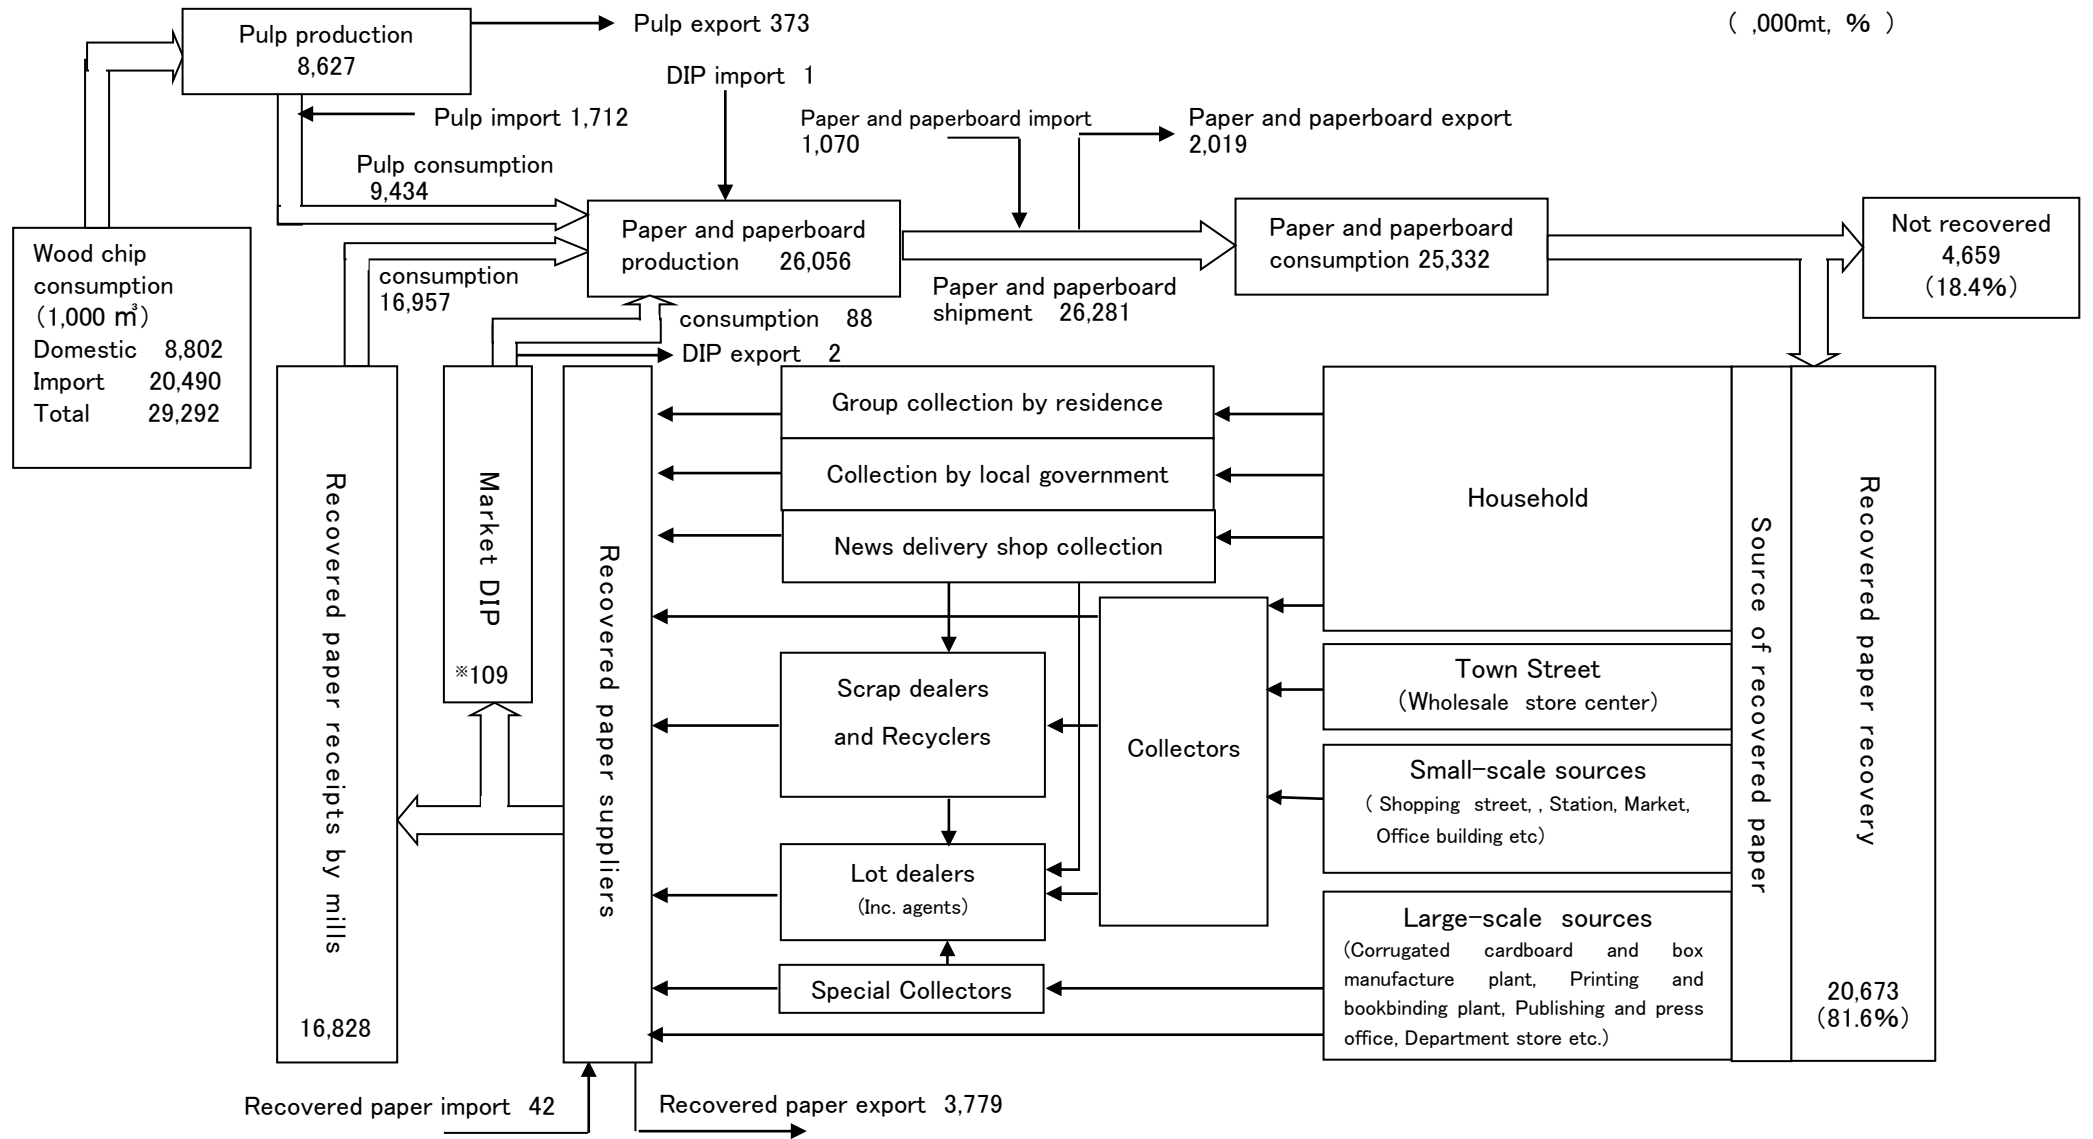 ( ,000mt, % )
Pulp production
8,627
Pulp export 373
DIP import 1
Pulp import 1,712
Paper and paperboard import
1,070
Paper and paperboard export
2,019
Pulp consumption
9,434
Paper and paperboard
production 26,056
Paper and paperboard
consumption 25,332
Not recovered
4,659
(18.4%)
Wood chip
consumption
(1,000 ㎥)
Domestic 8,802
Import 20,490
Total 29,292
consumption
16,957
Paper and paperboard
shipment 26,281
consumption 88
DIP export 2
Recovered paper receipts by mills
16,828
Market DIP
※109
Recovered paper suppliers
Group collection by residence
Collection by local government
News delivery shop collection
Scrap dealers
and Recyclers
Lot dealers
(Inc. agents)
Special Collectors
Collectors
Household
Town Street
(Wholesale store center)
Small-scale sources
( Shopping street, , Station, Market,
Office building etc)
Large-scale sources
(Corrugated cardboard and box
manufacture plant, Printing and
bookbinding plant, Publishing and press
office, Department store etc.)
Source of recovered paper
Recovered paper recovery
20,673
(81.6%)
Recovered paper import 42
Recovered paper export 3,779